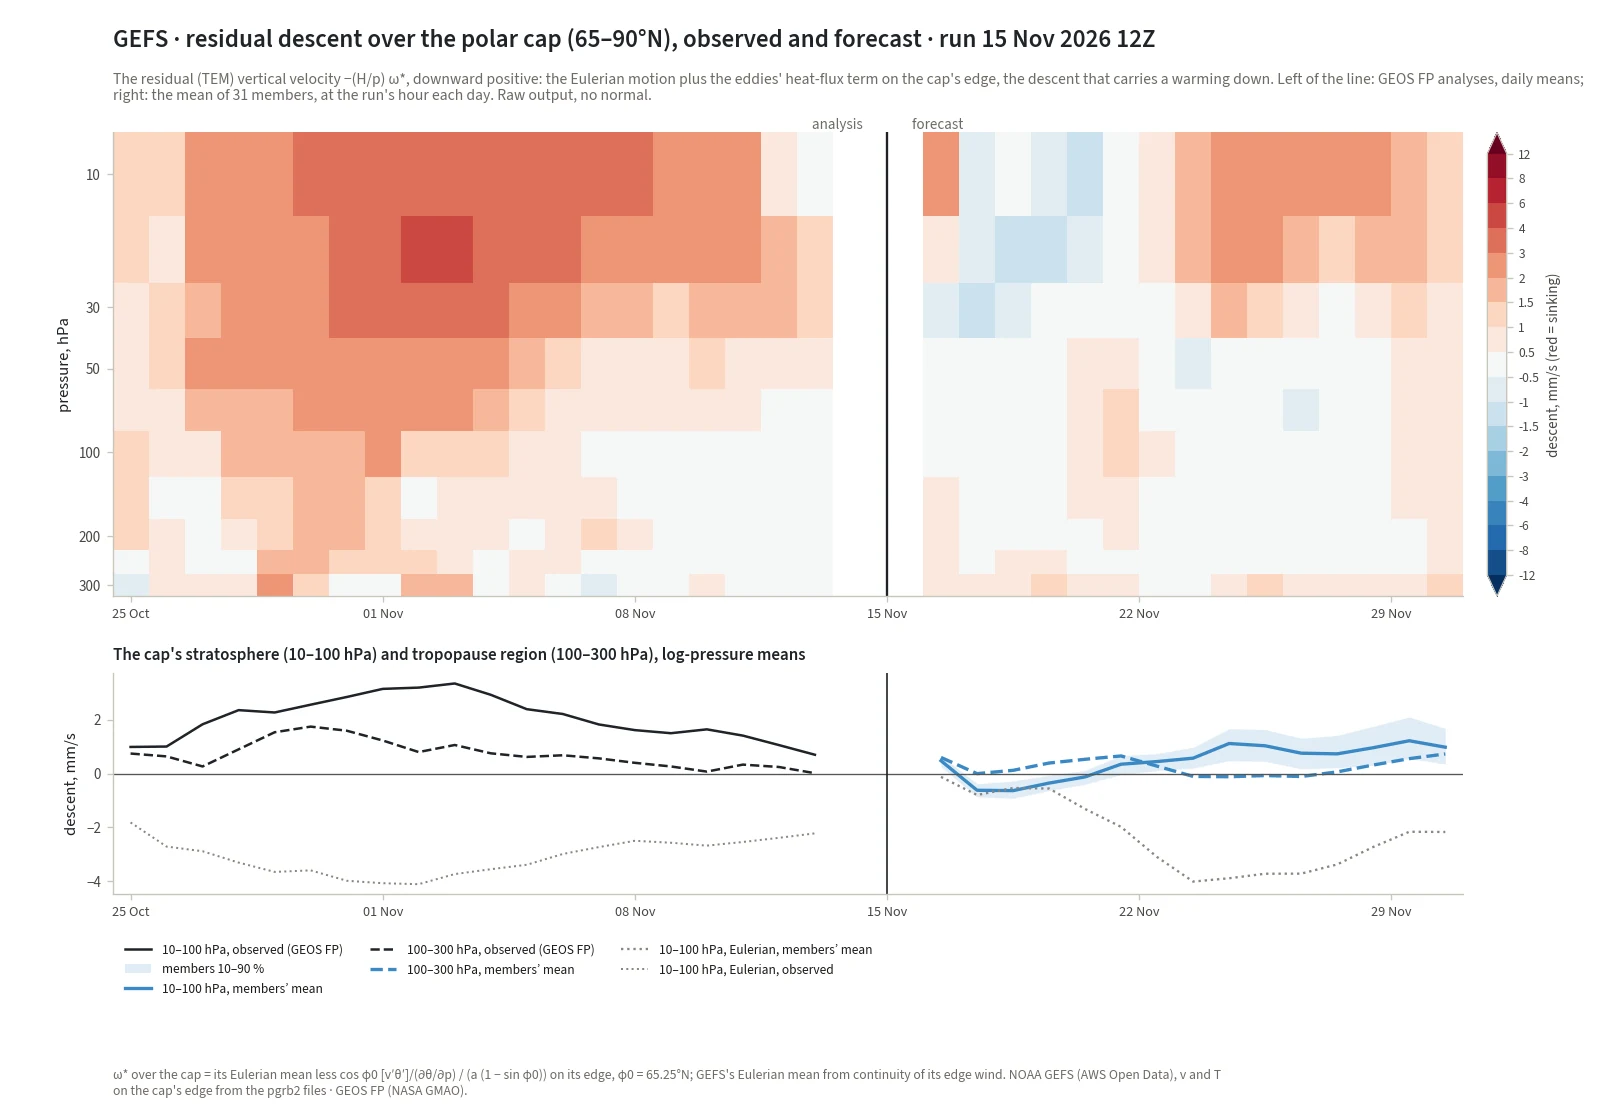 GEFS · residual descent over the polar cap (65–90°N), observed and forecast · run 15 Nov 2026 12Z
The residual (TEM) vertical velocity −(H/p) ω*, downward positive: the Eulerian motion plus the eddies' heat-flux term on the cap's edge, the descent that carries a warming down. Left of the line: GEOS FP analyses, daily means;
right: the mean of 31 members, at the run's hour each day. Raw output, no normal.
analysis
forecast
pressure, hPa
10
30
50
100
200
300
25 Oct
01 Nov
08 Nov
15 Nov
22 Nov
29 Nov
12
8
6
4
3
2
1.5
1
0.5
-0.5
-1
-1.5
-2
-3
-4
-6
-8
-12
descent, mm/s (red = sinking)
The cap's stratosphere (10–100 hPa) and tropopause region (100–300 hPa), log-pressure means
descent, mm/s
2
0
−2
−4
25 Oct
01 Nov
08 Nov
15 Nov
22 Nov
29 Nov
10–100 hPa, observed (GEOS FP)
members 10–90 %
10–100 hPa, members’ mean
100–300 hPa, observed (GEOS FP)
100–300 hPa, members’ mean
10–100 hPa, Eulerian, members’ mean
10–100 hPa, Eulerian, observed
ω* over the cap = its Eulerian mean less cos φ0 [v′θ′]/(∂θ/∂p) / (a (1 − sin φ0)) on its edge, φ0 = 65.25°N; GEFS's Eulerian mean from continuity of its edge wind. NOAA GEFS (AWS Open Data), v and T
on the cap's edge from the pgrb2 files · GEOS FP (NASA GMAO).